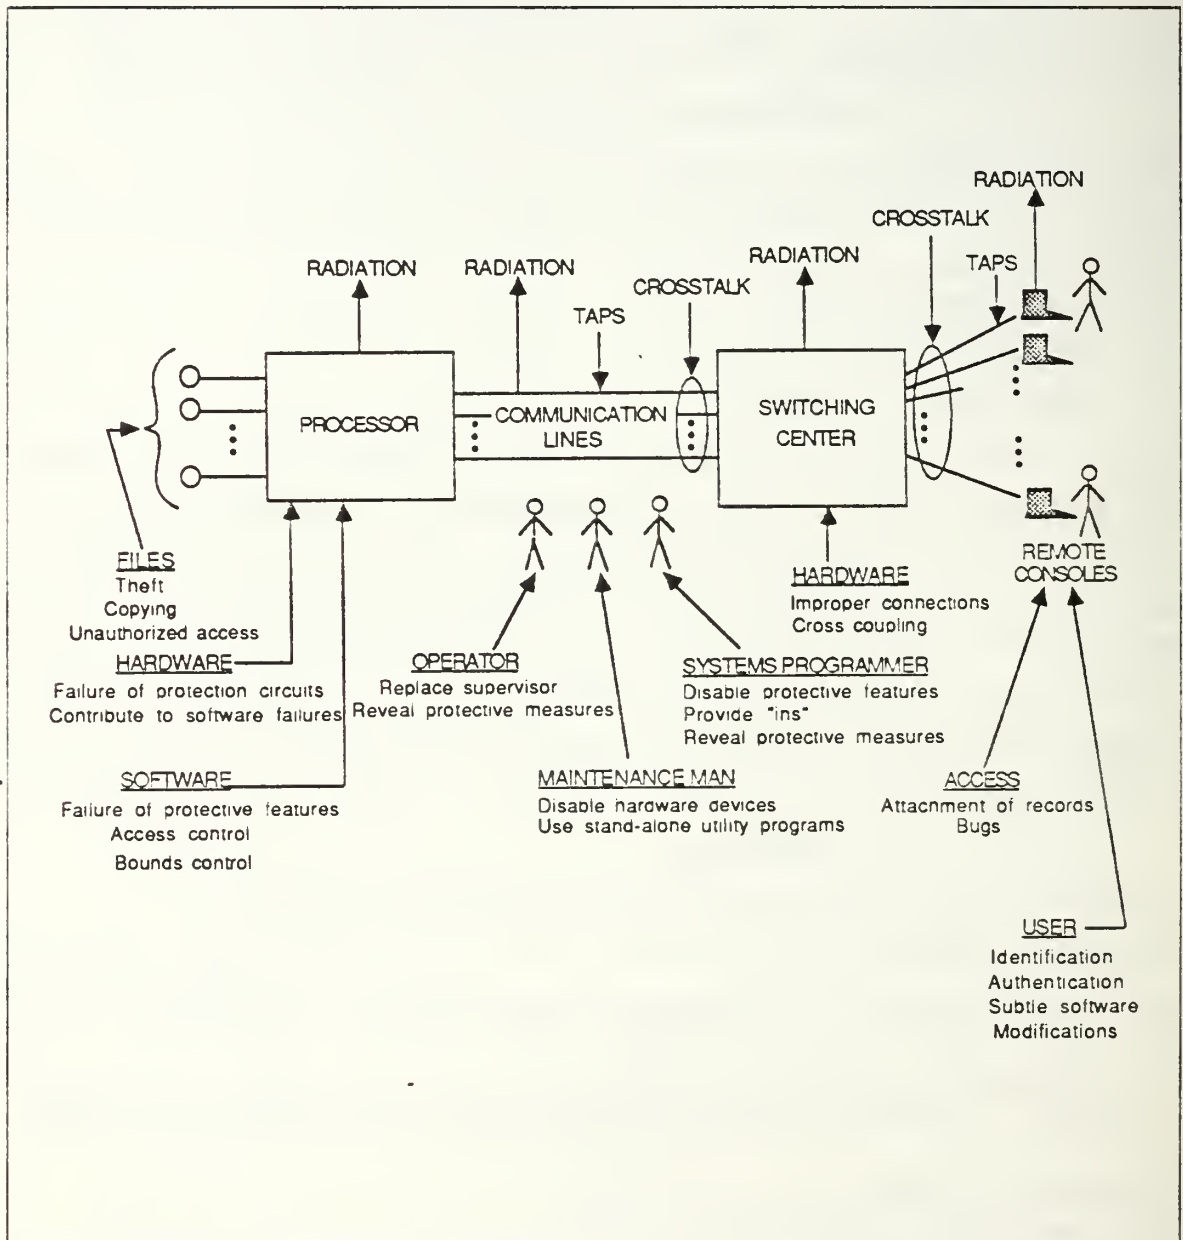 RADIATION
CROSSTALK
RADIATION
TAPS
RADIATION
RADIATION
CROSSTALK
TAPS
PROCESSOR
COMMUNICATION
LINES
SWITCHING
CENTER
FILES
Theft
Copying
Unauthorized access
HARDWARE
Failure of protection circuits
Contribute to software failures
SOFTWARE
Failure of protective features
Access control
Bounds control
OPERATOR
Replace supervisor
Reveal protective measures
MAINTENANCE MAN
Disable hardware devices
Use stand-alone utility programs
SYSTEMS PROGRAMMER
Disable protective features
Provide "ins"
Reveal protective measures
HARDWARE
Improper connections
Cross coupling
REMOTE
CONSOLES
ACCESS
Attacnment of records
Bugs
USER
Identification
Authentication
Subtle software
Modifications